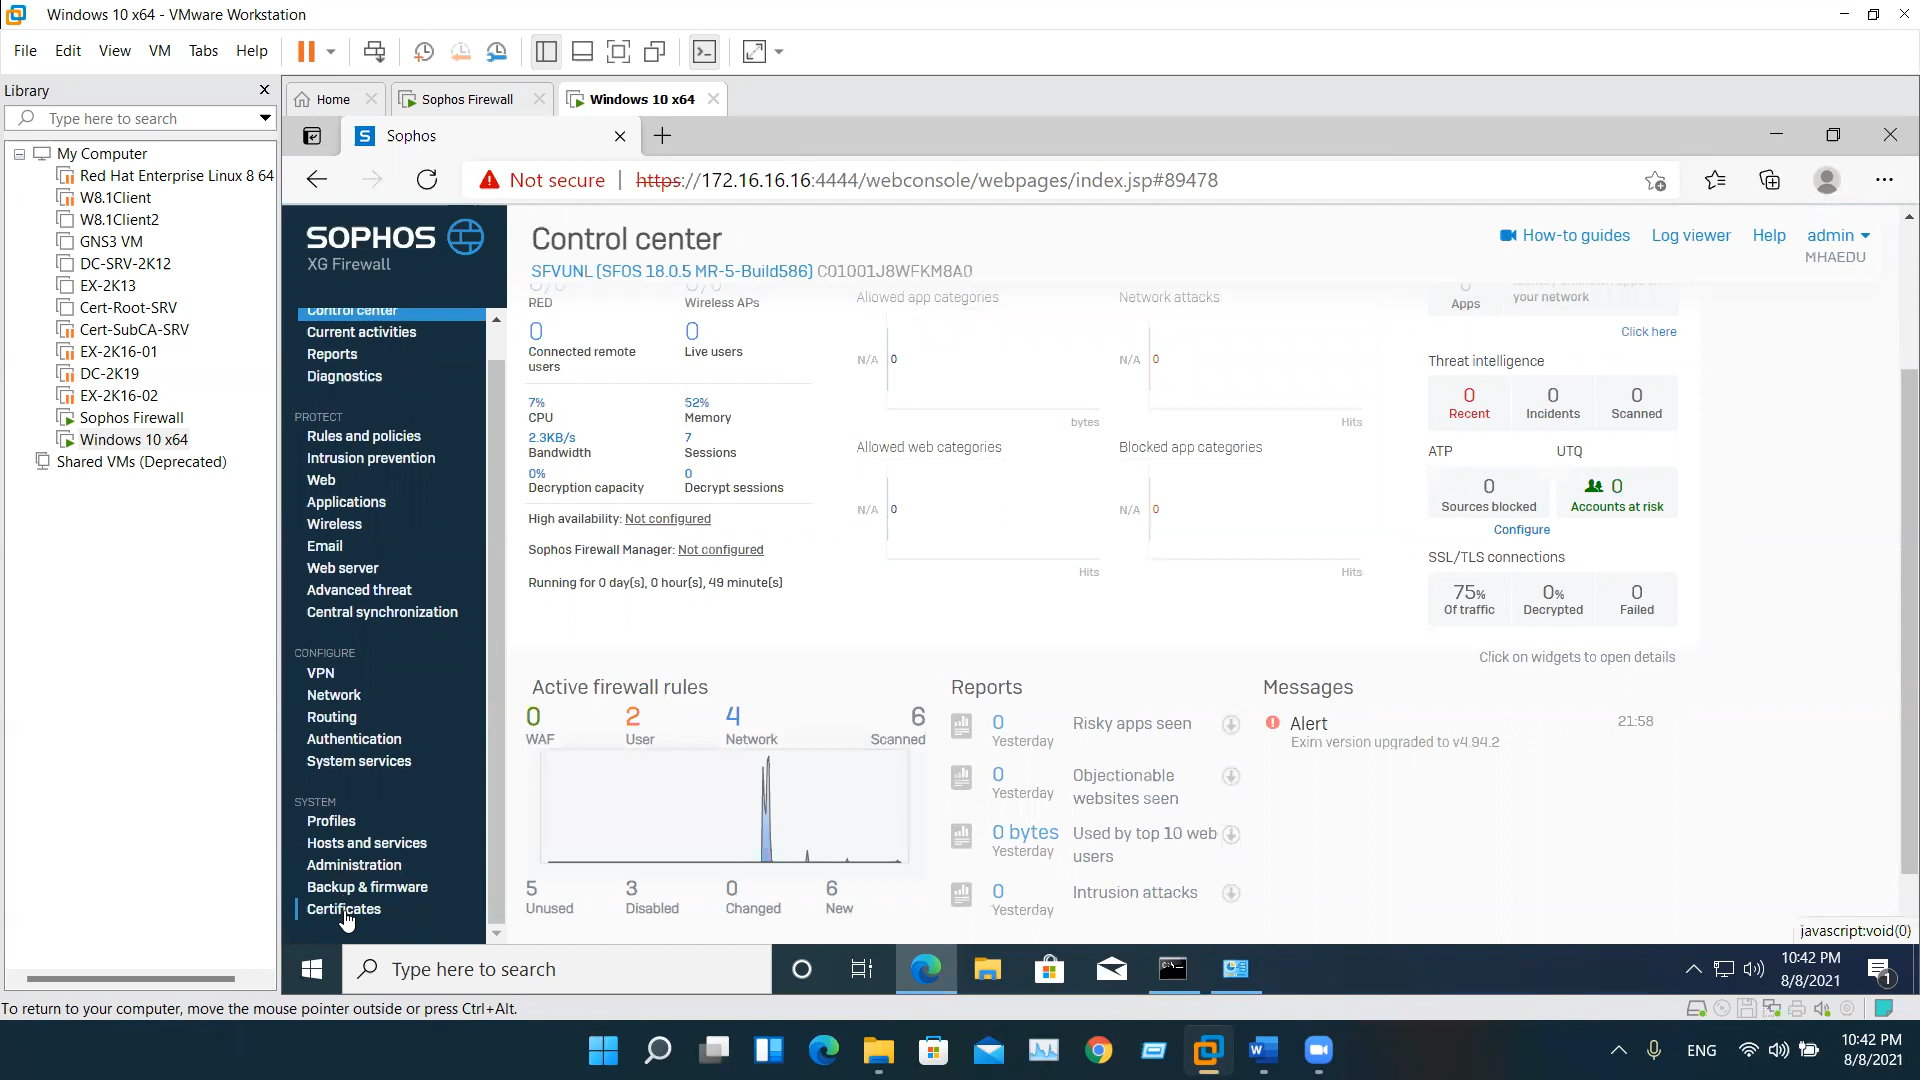 Windows 10 x64 - VMware Workstation
File Edit View VM Tabs Help
Library
Type here to search
My Computer
Red Hat Enterprise Linux 8 64
W8.1Client
W8.1Client2
GNS3 VM
DC-SRV-2K12
EX-2K13
Cert-Root-SRV
Cert-SubCA-SRV
EX-2K16-01
DC-2K19
EX-2K16-02
Sophos Firewall
Windows 10 x64
Shared VMs (Deprecated)
Home
Sophos Firewall
Windows 10 x64
Sophos
Not secure | https://172.16.16.16:4444/webconsole/webpages/index.jsp#89478
SOPHOS
XG Firewall
Control center
Current activities
Reports
Diagnostics
PROTECT
Rules and policies
Intrusion prevention
Web
Applications
Wireless
Email
Web server
Advanced threat
Central synchronization
CONFIGURE
VPN
Network
Routing
Authentication
System services
SYSTEM
Profiles
Hosts and services
Administration
Backup & firmware
Certificates
Control center
SFVUNL (SFOS 18.0.5 MR-5-Build586) C01001J8WFKM8A0
How-to guides
Log viewer
Help
admin
MHAEDU
0/0
RED
0/0
Wireless APs
0
Connected remote
users
0
Live users
7%
CPU
52%
Memory
2.3KB/s
Bandwidth
7
Sessions
0%
Decryption capacity
0
Decrypt sessions
High availability: Not configured
Sophos Firewall Manager: Not configured
Running for 0 day(s), 0 hour(s), 49 minute(s)
Allowed app categories
N/A 0
bytes
Network attacks
N/A 0
Hits
Allowed web categories
N/A 0
Hits
Blocked app categories
N/A 0
Hits
0
Apps
your network
Click here
Threat intelligence
0
Recent
0
Incidents
0
Scanned
ATP
UTQ
0
Sources blocked
0
Accounts at risk
Configure
SSL/TLS connections
75%
Of traffic
0%
Decrypted
0
Failed
Click on widgets to open details
Active firewall rules
0
WAF
2
User
4
Network
6
Scanned
5
Unused
3
Disabled
0
Changed
6
New
Reports
0
Yesterday
Risky apps seen
0
Yesterday
Objectionable
websites seen
0 bytes
Yesterday
Used by top 10 web
users
0
Yesterday
Intrusion attacks
Messages
Alert
21:58
Exim version upgraded to v4.94.2
javascript:void(0)
Type here to search
10:42 PM
8/8/2021
1
To return to your computer, move the mouse pointer outside or press Ctrl+Alt.
ENG
10:42 PM
8/8/2021